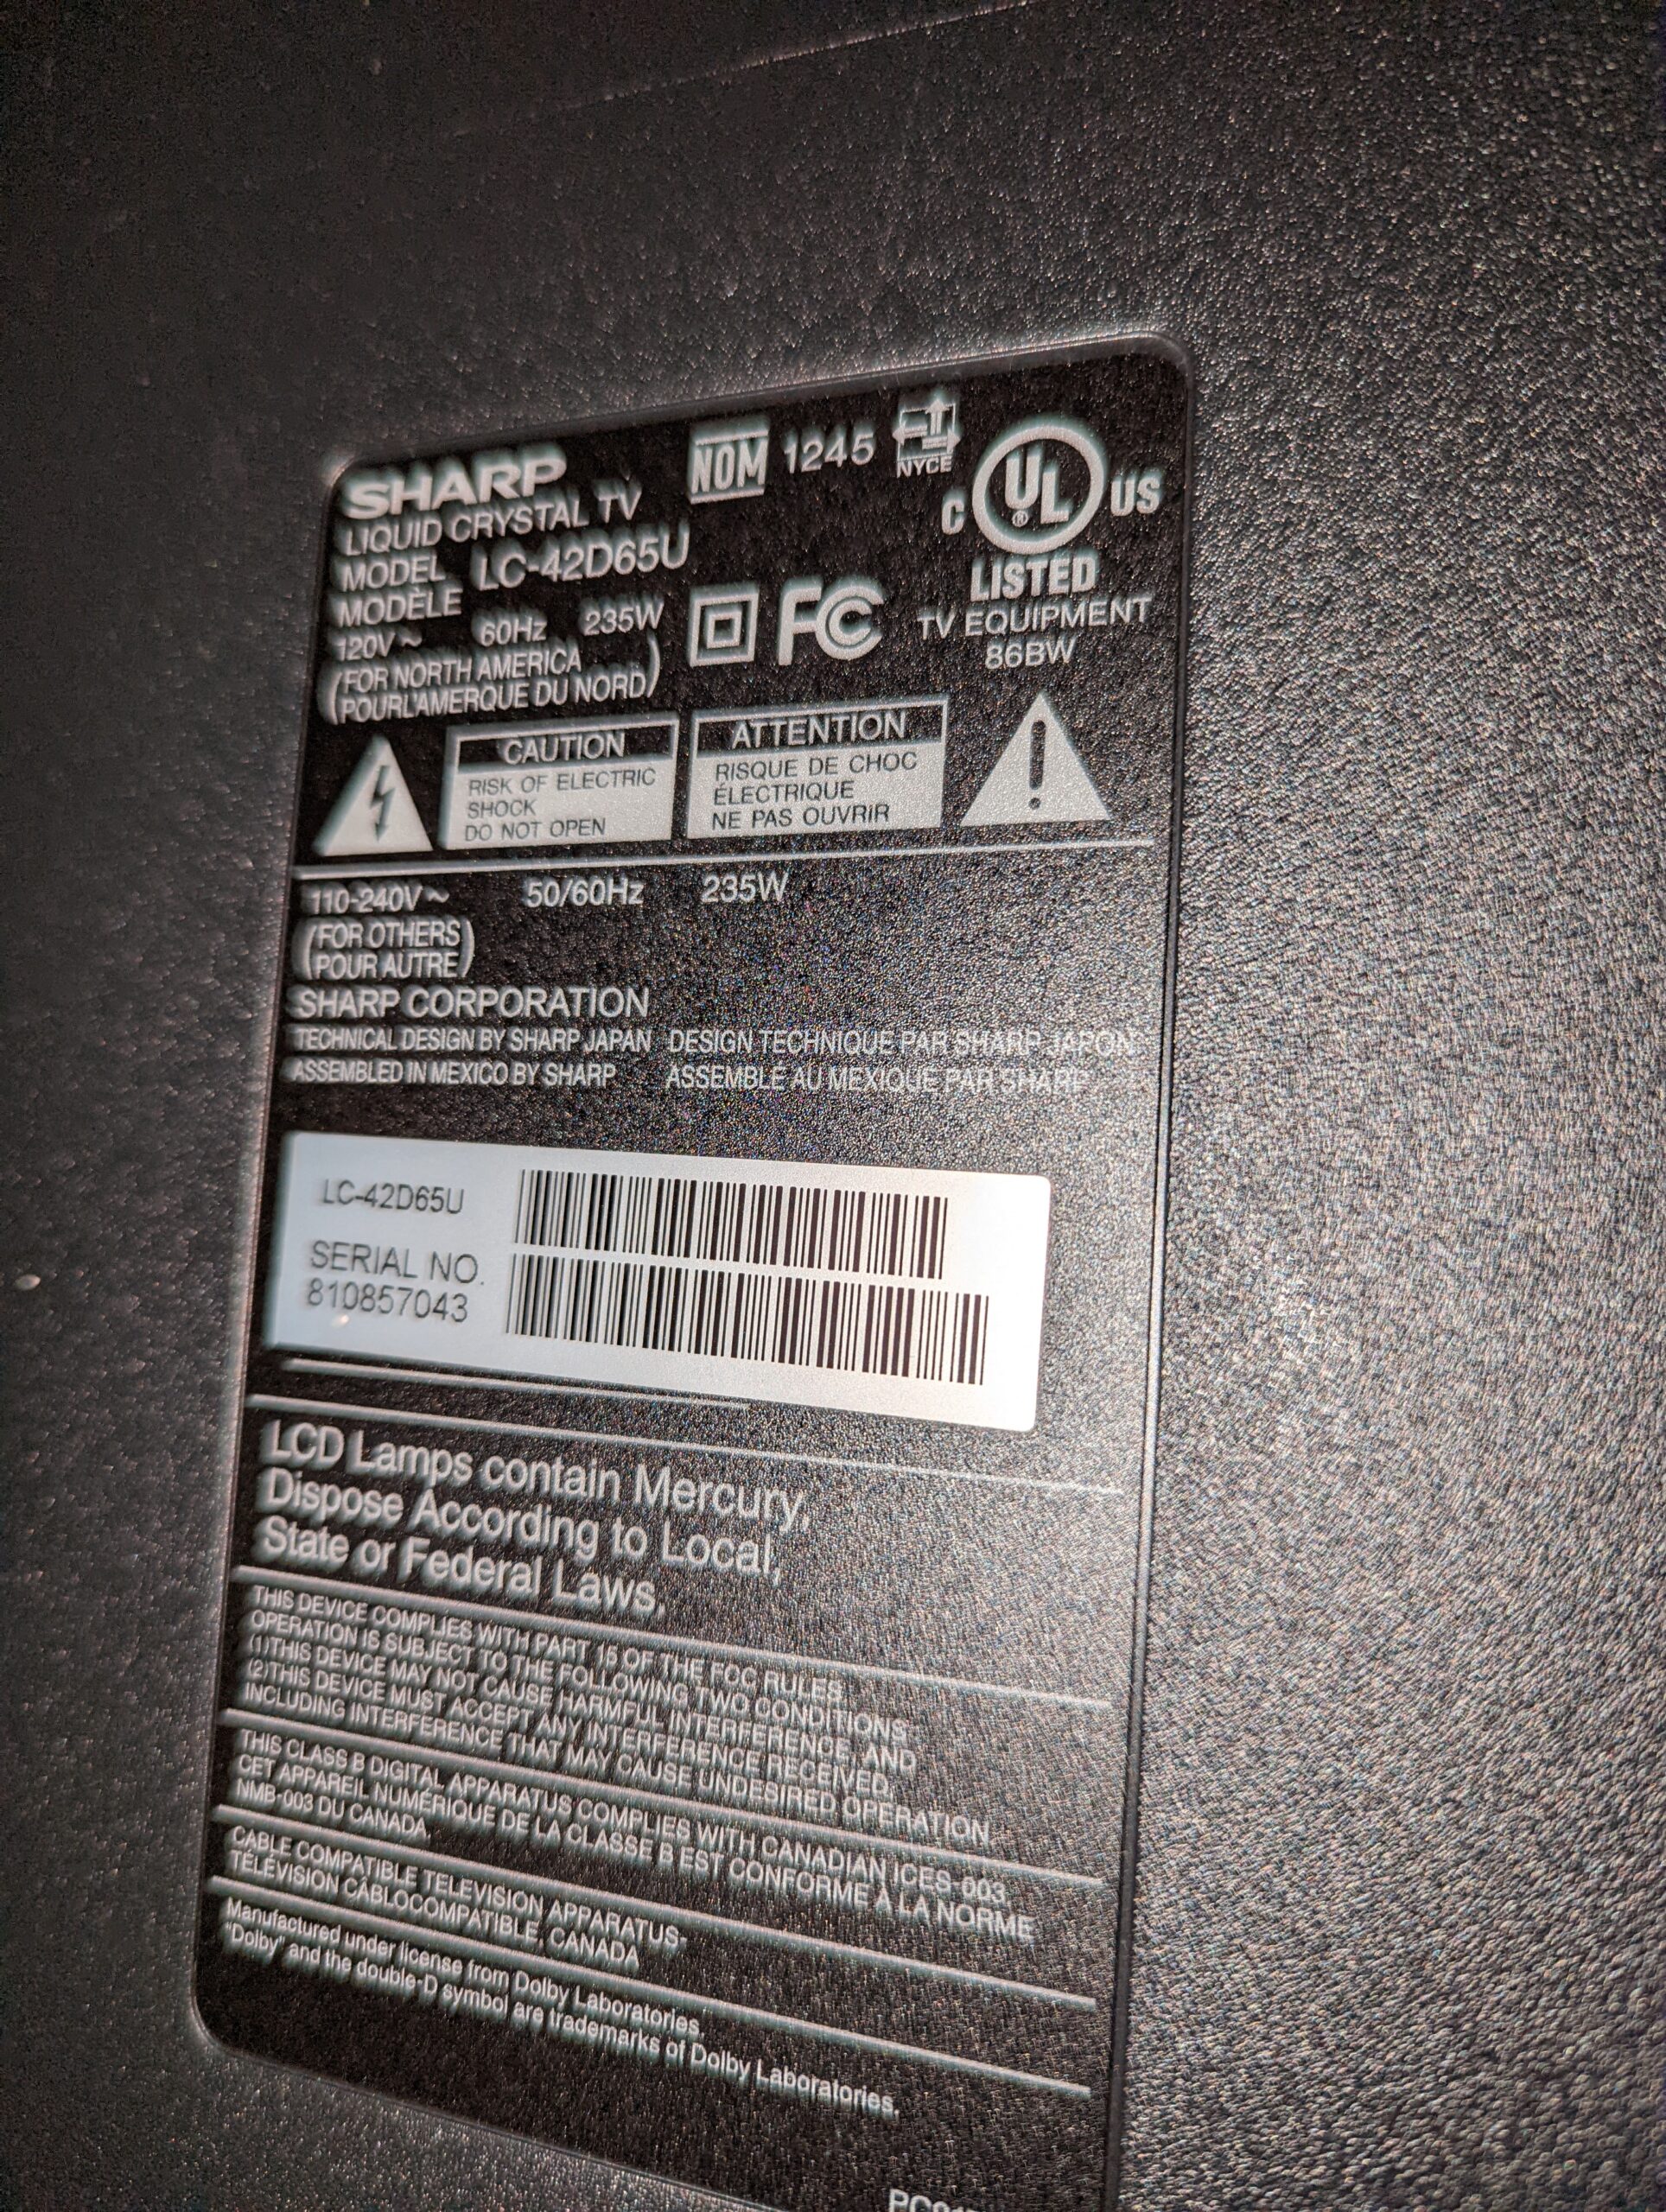 SHARP
NOM 1245 NYCE
LIQUID CRYSTAL TV
MODEL LC-42D65U
MODÈLE
C UL ® US
LISTED
TV EQUIPMENT
86BW
120V ~ 60Hz 235W
FC
(FOR NORTH AMERICA
POUR L'AMERQUE DU NORD)
CAUTION
RISK OF ELECTRIC
SHOCK
DO NOT OPEN
ATTENTION
RISQUE DE CHOC
ÉLECTRIQUE
NE PAS OUVRIR
110-240V ~ 50/60Hz 235W
(FOR OTHERS
POUR AUTRE)
SHARP CORPORATION
TECHNICAL DESIGN BY SHARP JAPAN DESIGN TECHNIQUE PAR SHARP JAPON
ASSEMBLED IN MEXICO BY SHARP ASSEMBLÉ AU MEXIQUE PAR SHARP
LC-42D65U
SERIAL NO.
810857043
LCD Lamps contain Mercury,
Dispose According to Local,
State or Federal Laws.
THIS DEVICE COMPLIES WITH PART 15 OF THE FCC RULES.
OPERATION IS SUBJECT TO THE FOLLOWING TWO CONDITIONS:
(1)THIS DEVICE MAY NOT CAUSE HARMFUL INTERFERENCE, AND
(2)THIS DEVICE MUST ACCEPT ANY INTERFERENCE RECEIVED,
INCLUDING INTERFERENCE THAT MAY CAUSE UNDESIRED OPERATION.
THIS CLASS B DIGITAL APPARATUS COMPLIES WITH CANADIAN ICES-003.
CET APPAREIL NUMÉRIQUE DE LA CLASSE B EST CONFORME À LA NORME
NMB-003 DU CANADA.
CABLE COMPATIBLE TELEVISION APPARATUS-
TÉLÉVISION CÂBLOCOMPATIBLE, CANADA
Manufactured under license from Dolby Laboratories.
"Dolby" and the double-D symbol are trademarks of Dolby Laboratories.